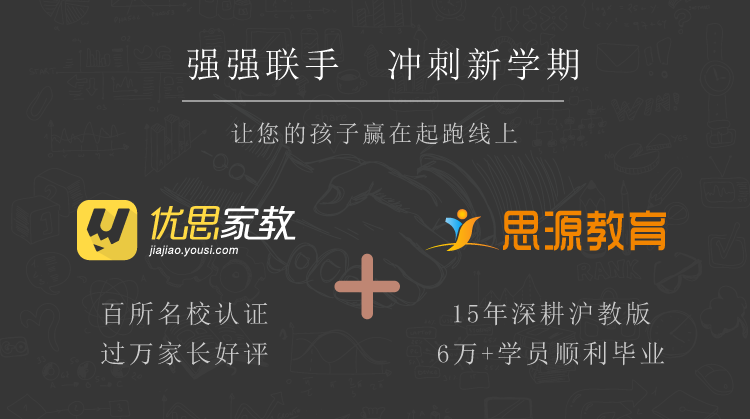 强强联手 冲刺新学期
让您的孩子赢在起跑线上
优思家教
jiajiao.yousi.com
思源教育
百所名校认证
过万家长好评
15年深耕沪教版
6万+学员顺利毕业